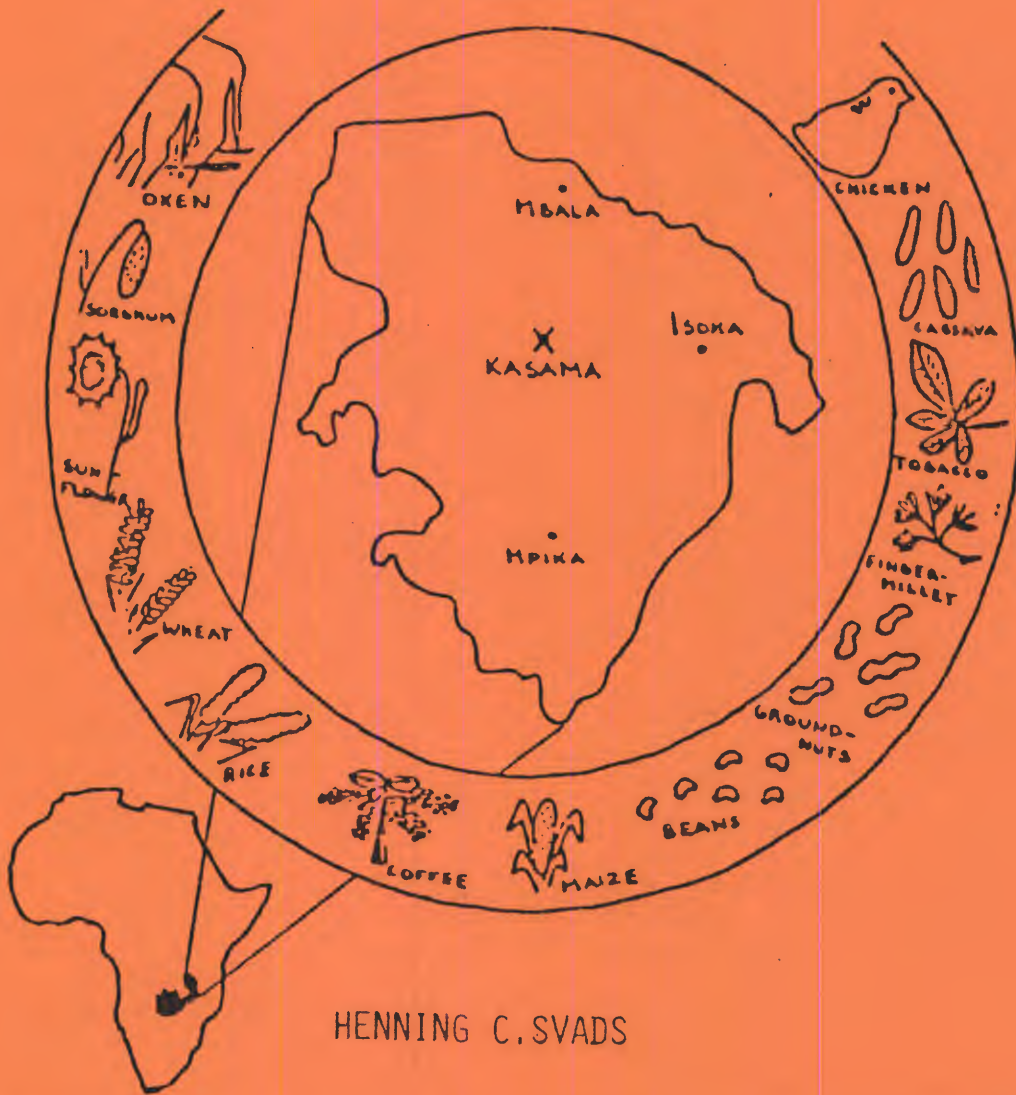 OXEN
SORGHUM
SUN-
FLOWER
WHEAT
RICE
COFFEE
MAIZE
BEANS
GROUND-
NUTS
FINGER-
MILLET
TOBACCO
CASSAVA
CHICKEN
MBALA
ISOKA
KASAMA
MPIKA
HENNING C. SVADS